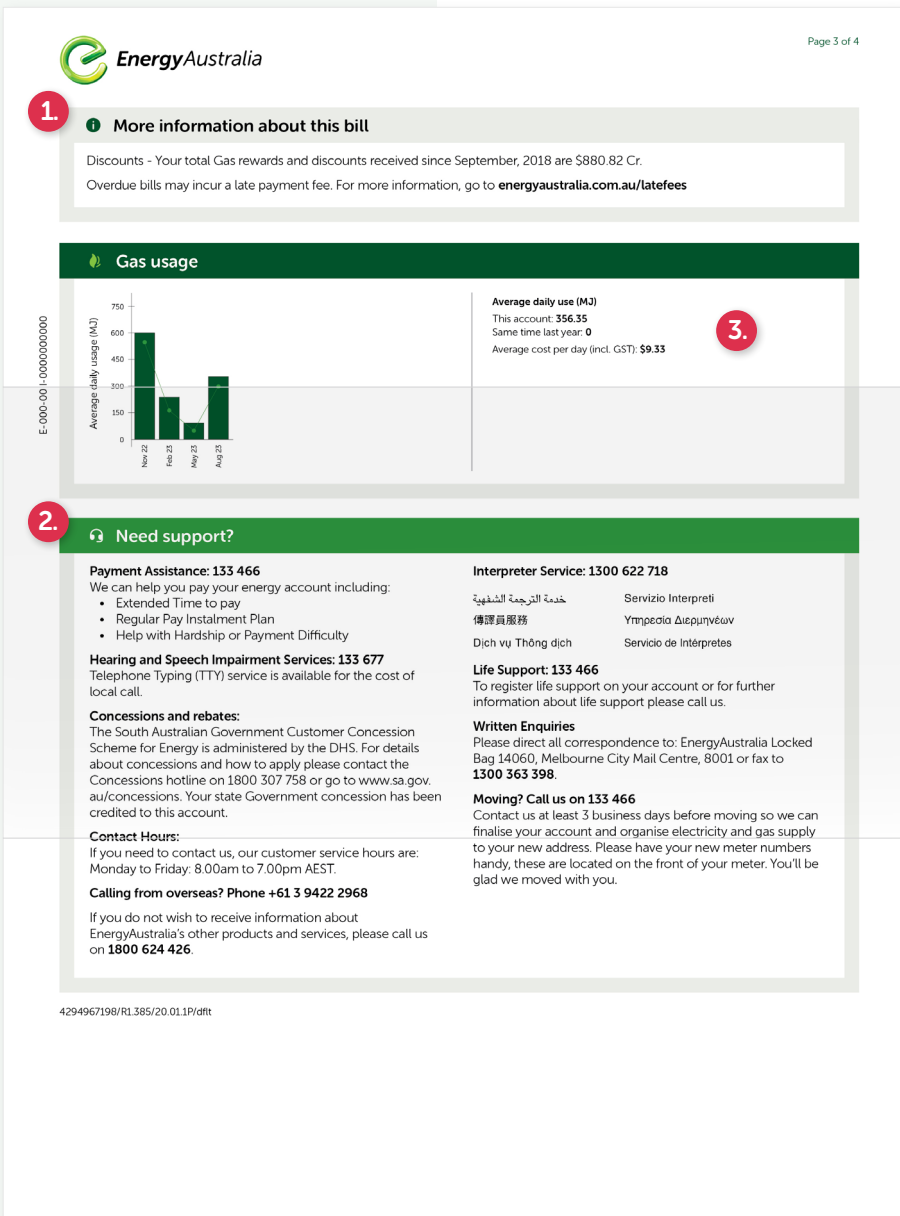 EnergyAustralia
Page 3 of 4
1.
More information about this bill
Discounts - Your total Gas rewards and discounts received since September, 2018 are $880.82 Cr.
Overdue bills may incur a late payment fee. For more information, go to energyaustralia.com.au/latefees
Gas usage
E-000-00 I-0000000000
Average daily usage (MJ)
750
600
450
300
150
0
Nov 22
Feb 23
May 23
Aug 23
Average daily use (MJ)
This account: 356.35
Same time last year: 0
Average cost per day (incl. GST): $9.33
3.
2.
Need support?
Payment Assistance: 133 466
We can help you pay your energy account including:
• Extended Time to pay
• Regular Pay Instalment Plan
• Help with Hardship or Payment Difficulty
Hearing and Speech Impairment Services: 133 677
Telephone Typing (TTY) service is available for the cost of
local call.
Concessions and rebates:
The South Australian Government Customer Concession
Scheme for Energy is administered by the DHS. For details
about concessions and how to apply please contact the
Concessions hotline on 1800 307 758 or go to www.sa.gov.
au/concessions. Your state Government concession has been
credited to this account.
Contact Hours:
If you need to contact us, our customer service hours are:
Monday to Friday: 8.00am to 7.00pm AEST.
Calling from overseas? Phone +61 3 9422 2968
If you do not wish to receive information about
EnergyAustralia's other products and services, please call us
on 1800 624 426.
Interpreter Service: 1300 622 718
خدمة الترجمة الشفهية
Servizio Interpreti
傳譯員服務
Υπηρεσία Διερμηνέων
Dịch vụ Thông dịch
Servicio de Intérpretes
Life Support: 133 466
To register life support on your account or for further
information about life support please call us.
Written Enquiries
Please direct all correspondence to: EnergyAustralia Locked
Bag 14060, Melbourne City Mail Centre, 8001 or fax to
1300 363 398.
Moving? Call us on 133 466
Contact us at least 3 business days before moving so we can
finalise your account and organise electricity and gas supply
to your new address. Please have your new meter numbers
handy, these are located on the front of your meter. You'll be
glad we moved with you.
4294967198/R1.385/20.01.1P/dflt